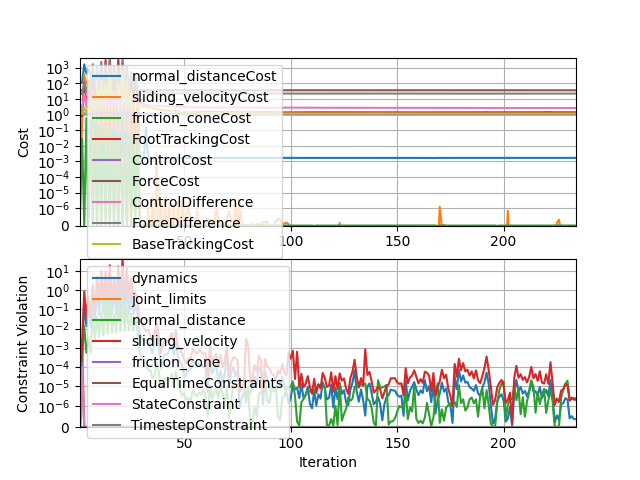 Cost
10³
10²
10¹
10⁰
10⁻¹
10⁻²
10⁻³
10⁻⁴
10⁻⁵
10⁻⁶
0
normal_distanceCost
sliding_velocityCost
friction_coneCost
FootTrackingCost
ControlCost
ForceCost
ControlDifference
ForceDifference
BaseTrackingCost
50 100 150 200
Constraint Violation
10¹
10⁰
10⁻¹
10⁻²
10⁻³
10⁻⁴
10⁻⁵
10⁻⁶
0
dynamics
joint_limits
normal_distance
sliding_velocity
friction_cone
EqualTimeConstraints
StateConstraint
TimestepConstraint
50 100 150 200
Iteration